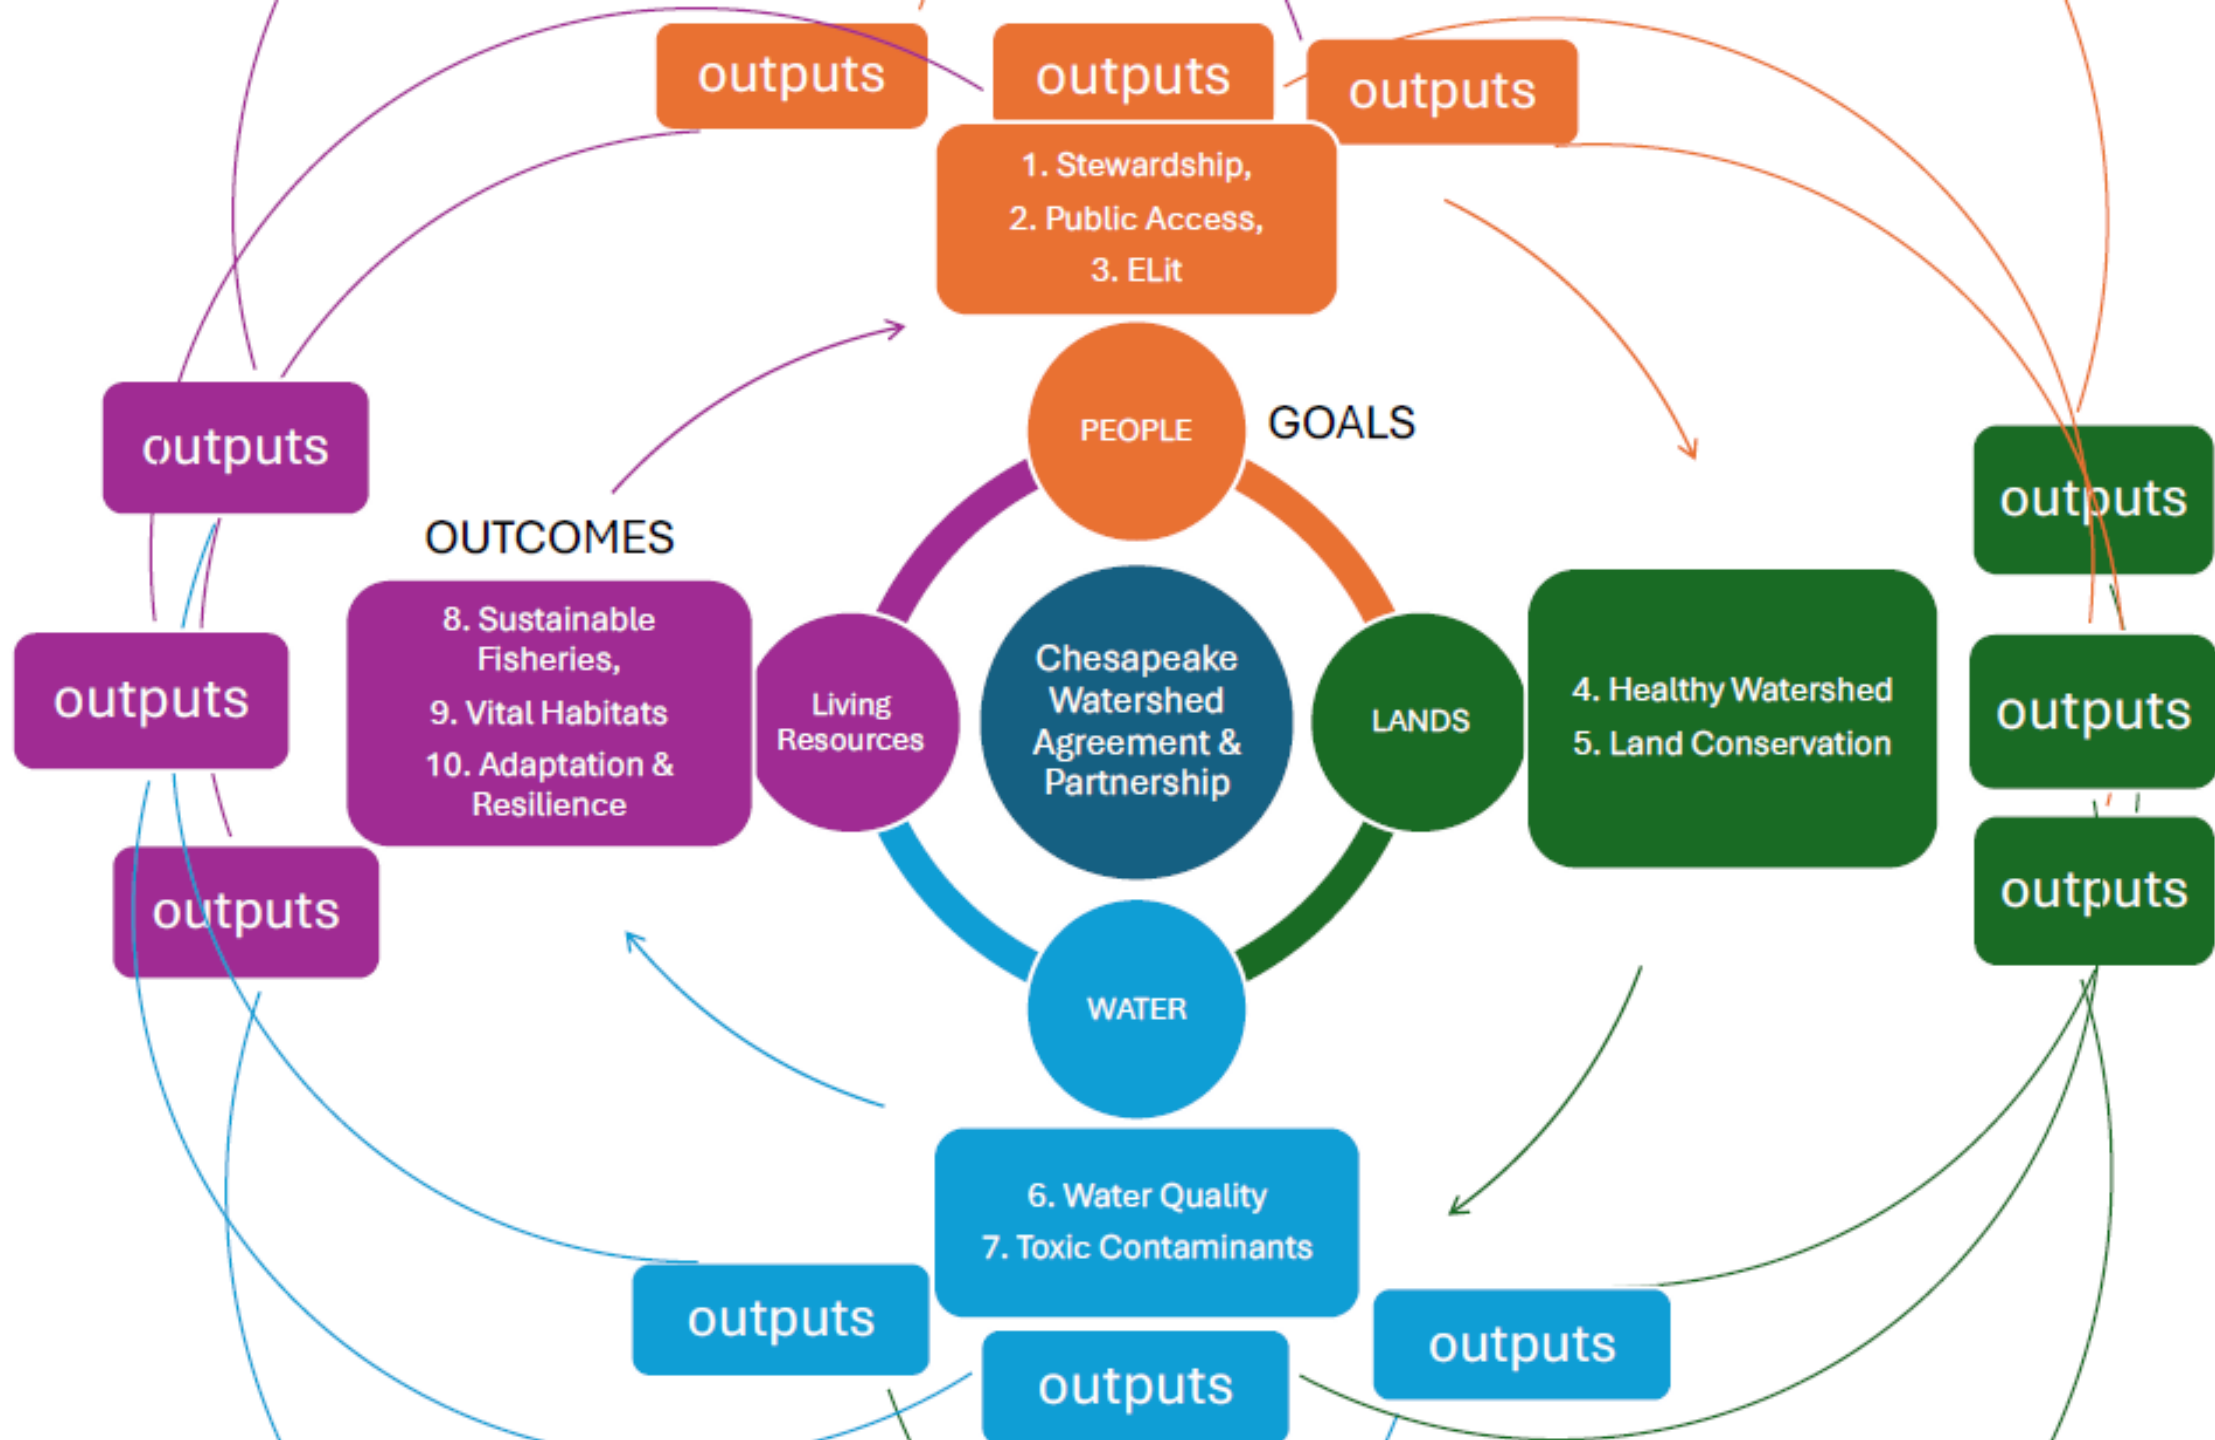 outputs
outputs
outputs
1. Stewardship,
2. Public Access,
3. ELit
PEOPLE
GOALS
outputs
outputs
outputs
OUTCOMES
8. Sustainable
Fisheries,
9. Vital Habitats
10. Adaptation &
Resilience
Living
Resources
Chesapeake
Watershed
Agreement &
Partnership
LANDS
4. Healthy Watershed
5. Land Conservation
outputs
outputs
outputs
WATER
6. Water Quality
7. Toxic Contaminants
outputs
outputs
outputs